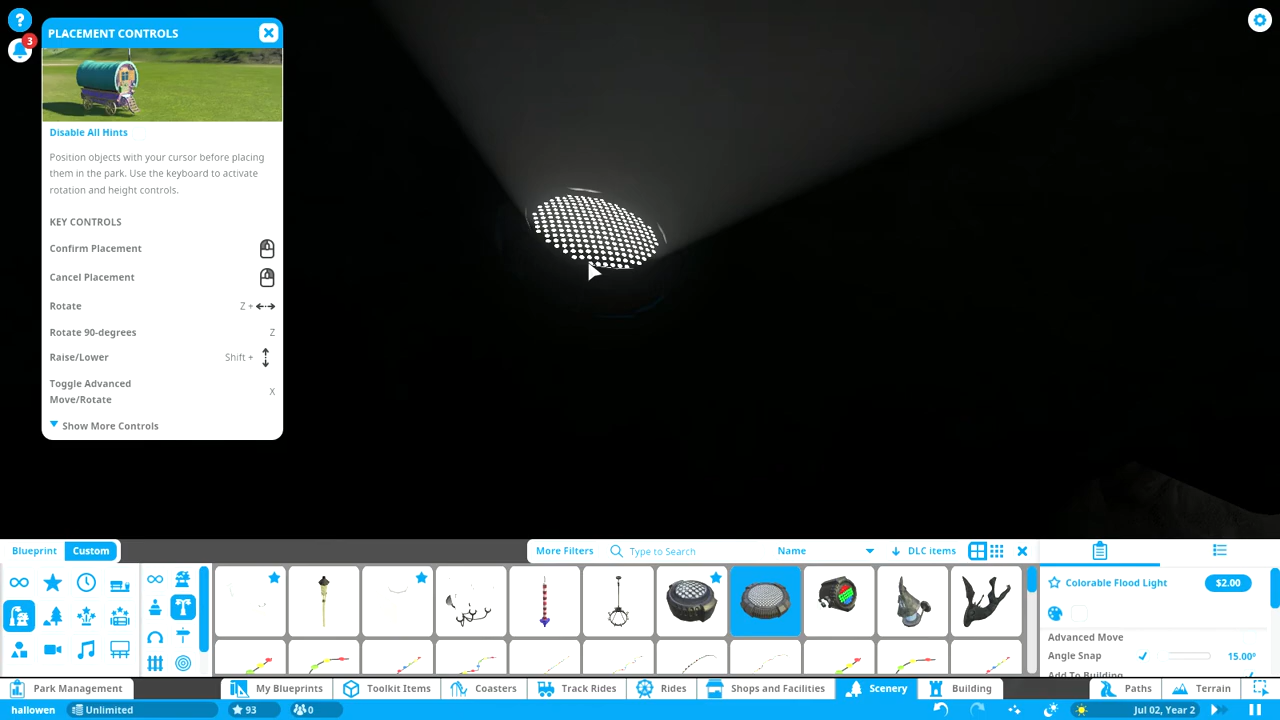 ?
3
PLACEMENT CONTROLS
Disable All Hints
Position objects with your cursor before placing
them in the park. Use the keyboard to activate
rotation and height controls.
KEY CONTROLS
Confirm Placement
Cancel Placement
Rotate Z +
Rotate 90-degrees Z
Raise/Lower Shift +
Toggle Advanced
Move/Rotate X
Show More Controls
Blueprint Custom More Filters Type to Search Name DLC items
Colorable Flood Light $2.00
Advanced Move
Angle Snap 15.00°
Add To Building
Park Management My Blueprints Toolkit Items Coasters Track Rides Rides Shops and Facilities Scenery Building Paths Terrain
hallowen Unlimited 93 0 Jul 02, Year 2